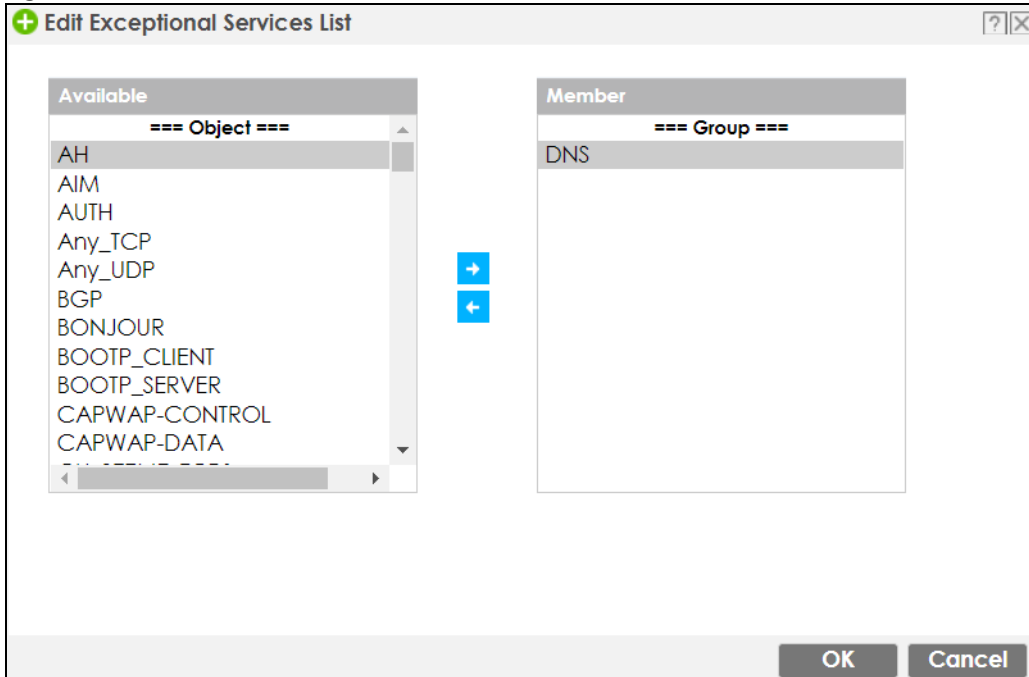 Edit Exceptional Services List
?
Available
=== Object ===
AH
AIM
AUTH
Any_TCP
Any_UDP
BGP
BONJOUR
BOOTP_CLIENT
BOOTP_SERVER
CAPWAP-CONTROL
CAPWAP-DATA
Member
=== Group ===
DNS
OK
Cancel